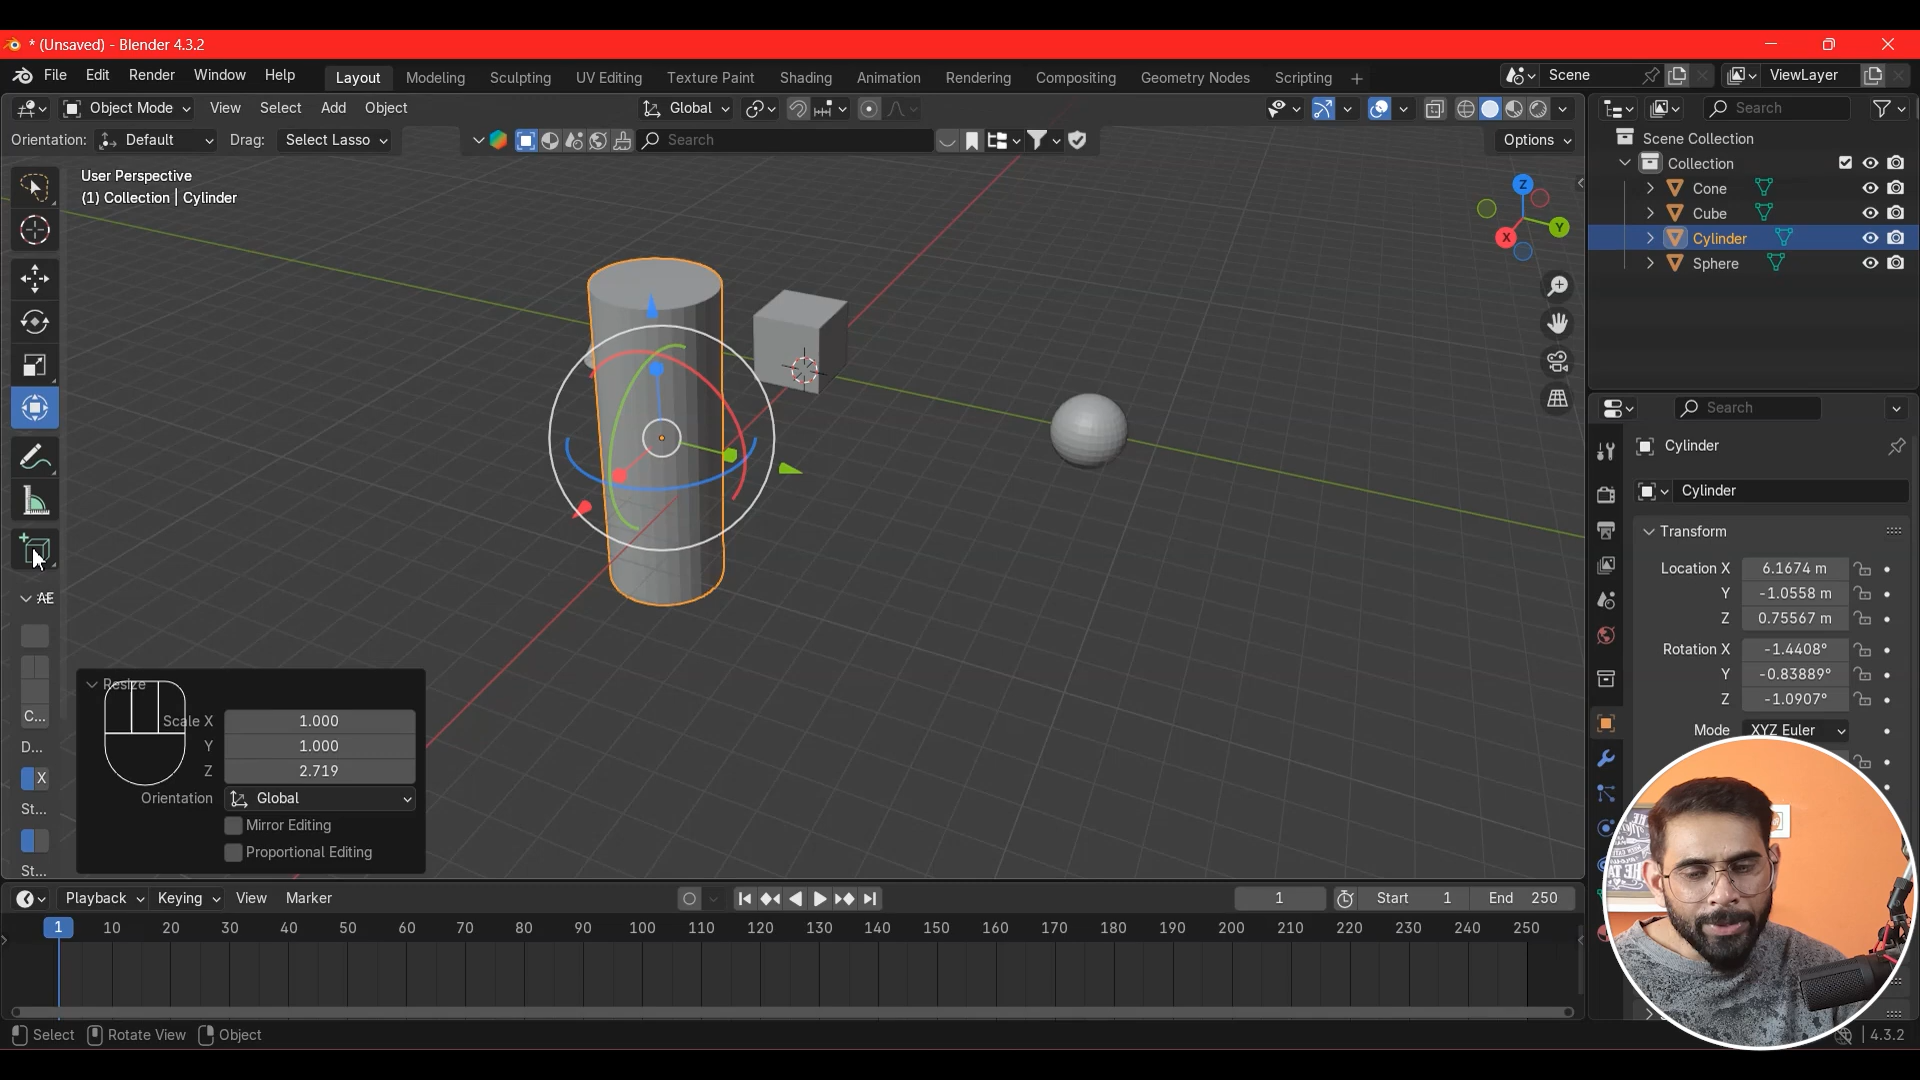 * (Unsaved) - Blender 4.3.2
File Edit Render Window Help Layout Modeling Sculpting UV Editing Texture Paint Shading Animation Rendering Compositing Geometry Nodes Scripting + Scene ViewLayer
Object Mode View Select Add Object Global Search
Orientation: Default Drag: Select Lasso Search Options
Scene Collection
Collection
Cone
Cube
Cylinder
Sphere
User Perspective
(1) Collection | Cylinder
Z
Y
X
Search
Cylinder
Cylinder
Transform
Location X 6.1674 m
Y -1.0558 m
Z 0.75567 m
Rotation X -1.4408°
Y -0.83889°
Z -1.0907°
Mode XYZ Euler
AE
C...
D...
X
St...
St...
Resize
Scale X 1.000
Y 1.000
Z 2.719
Orientation Global
Mirror Editing
Proportional Editing
Playback Keying View Marker 1 Start 1 End 250
1 10 20 30 40 50 60 70 80 90 100 110 120 130 140 150 160 170 180 190 200 210 220 230 240 250
Select Rotate View Object 4.3.2